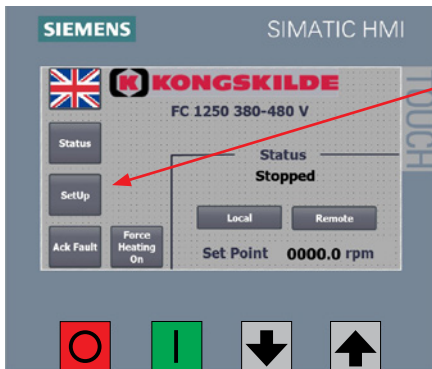 SIEMENS
SIMATIC HMI
TOUCH
K KONGSKILDE
FC 1250 380-480 V
Status
Status
Stopped
SetUp
Local
Remote
Ack Fault
Force
Heating
On
Set Point 0000.0 rpm